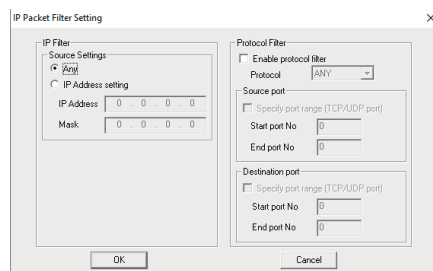 IP Packet Filter Setting
IP Filter
Source Settings
Any
IP Address setting
IP Address 0 . 0 . 0 . 0
Mask 0 . 0 . 0 . 0
Protocol Filter
Enable protocol filter
Protocol ANY
Source port
Specify port range (TCP/UDP port)
Start port No 0
End port No 0
Destination port
Specify port range (TCP/UDP port)
Start port No 0
End port No 0
OK
Cancel